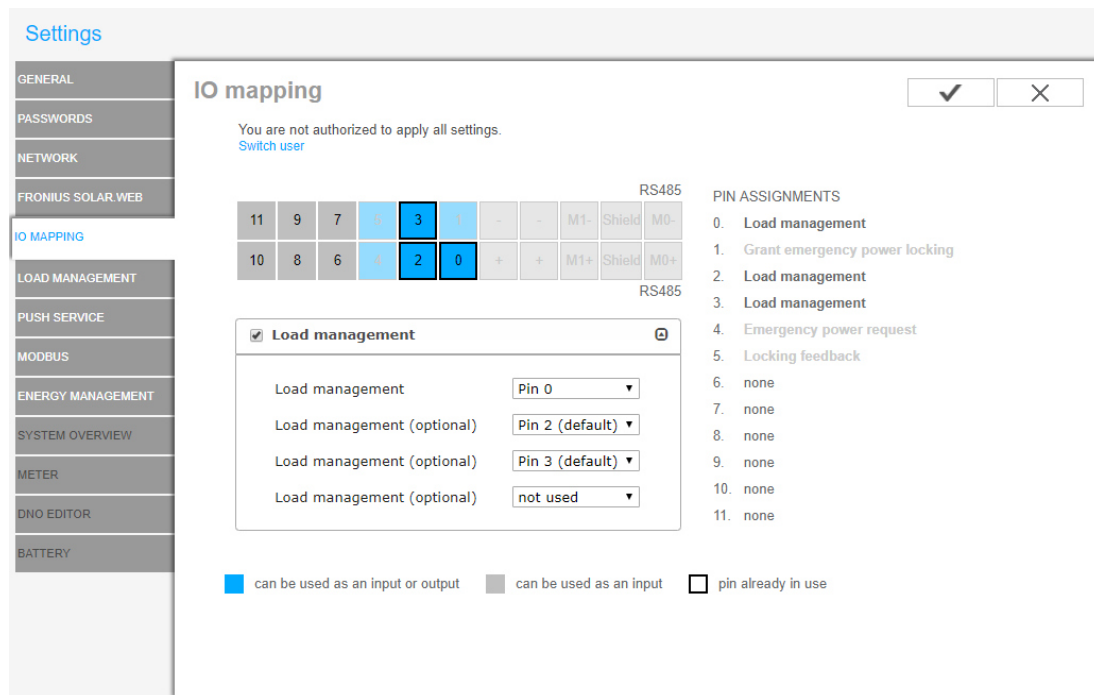 Settings
GENERAL
PASSWORDS
NETWORK
FRONIUS SOLAR.WEB
IO MAPPING
LOAD MANAGEMENT
PUSH SERVICE
MODBUS
ENERGY MANAGEMENT
SYSTEM OVERVIEW
METER
DNO EDITOR
BATTERY
IO mapping
You are not authorized to apply all settings.
Switch user
RS485
11 9 7 3 - - M1- Shield M0-
10 8 6 2 0 + + M1+ Shield M0+
RS485
Load management
Load management Pin 0
Load management (optional) Pin 2 (default)
Load management (optional) Pin 3 (default)
Load management (optional) not used
PIN ASSIGNMENTS
0. Load management
1. Grant emergency power locking
2. Load management
3. Load management
4. Emergency power request
5. Locking feedback
6. none
7. none
8. none
9. none
10. none
11. none
can be used as an input or output can be used as an input pin already in use